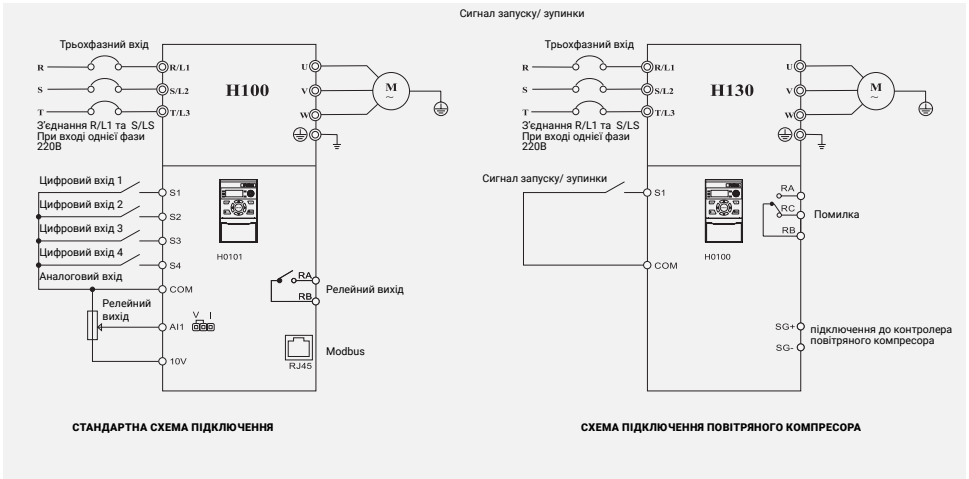 Сигнал запуску/ зупинки
Трьохфазний вхід
R
R/L1
S
S/L2
T
T/L3
H100
U
V
W
M
~
З'єднання R/L1 та S/LS
При вході однієї фази
220В
Цифровий вхід 1
S1
Цифровий вхід 2
S2
Цифровий вхід 3
S3
Цифровий вхід 4
S4
Аналоговий вхід
COM
Релейний
вихід
AI1
V I
10V
H0101
RA
RB
Релейний вихід
RJ45
Modbus
СТАНДАРТНА СХЕМА ПІДКЛЮЧЕННЯ
Трьохфазний вхід
R
R/L1
S
S/L2
T
T/L3
H130
U
V
W
M
~
З'єднання R/L1 та S/LS
При вході однієї фази
220В
Сигнал запуску/ зупинки
S1
COM
H0100
RA
RC
RB
Помилка
SG+
SG-
підключення до контролера
повітряного компресора
СХЕМА ПІДКЛЮЧЕННЯ ПОВІТРЯНОГО КОМПРЕСОРА